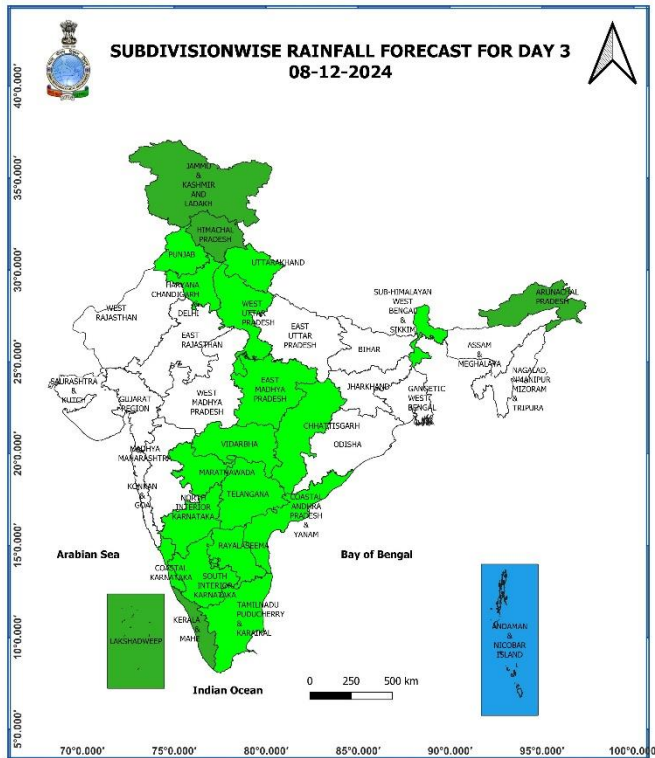 SUBDIVISIONWISE RAINFALL FORECAST FOR DAY 3
08-12-2024
40°0.000'
35°0.000'
30°0.000'
25°0.000'
20°0.000'
15°0.000'
10°0.000'
5°0.000'
JAMMU
&
KASHMIR
AND
LADAKH
HIMACHAL
PRADESH
PUNJAB
UTTARAKHAND
HARYANA
CHANDIGARH
&
DELHI
WEST
RAJASTHAN
WEST
UTTAR
PRADESH
EAST
RAJASTHAN
EAST
UTTAR
PRADESH
SUB-HIMALAYAN
WEST
BENGAL
&
SIKKIM
ARUNACHAL
PRADESH
BIHAR
ASSAM
&
MEGHALAYA
NAGALAD,
MANIPUR
MIZORAM
&
TRIPURA
SAURASHTRA
&
KUTCH
GUJARAT
REGION
WEST
MADHYA
PRADESH
EAST
MADHYA
PRADESH
JHARKHAND
GANGETIC
WEST
BENGAL
CHHATTISGARH
ODISHA
VIDARBHA
MADHYA
MAHARASHTRA
MARATHAWADA
KONKAN
&
GOA
NORTH
INTERIOR
KARNATAKA
TELANGANA
COASTAL
ANDHRA
PRADESH
&
YANAM
RAYALASEEMA
COASTAL
KARNATAKA
SOUTH
INTERIOR
KARNATAKA
TAMILNADU
PUDUCHERRY
&
KARAIKAL
KERALA
&
MAHE
LAKSHADWEEP
ANDAMAN
&
NICOBAR
ISLAND
Arabian Sea
Bay of Bengal
Indian Ocean
0 250 500 km
70°0.000' 75°0.000' 80°0.000' 85°0.000' 90°0.000' 95°0.000'